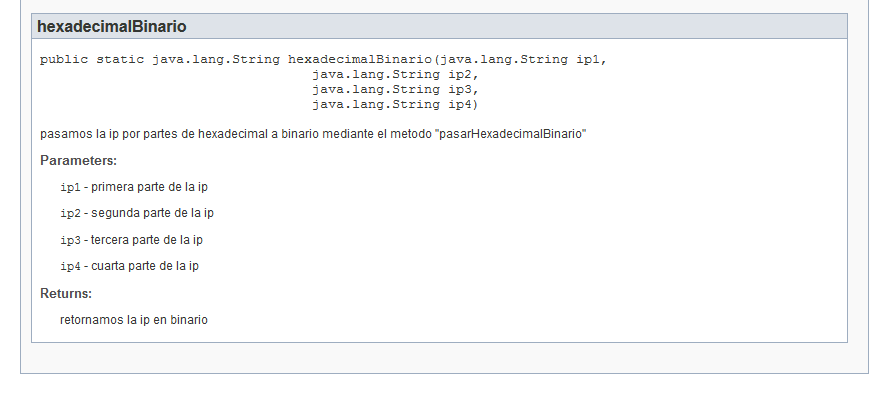 hexadecimalBinario
public static java.lang.String hexadecimalBinario(java.lang.String ip1,
java.lang.String ip2,
java.lang.String ip3,
java.lang.String ip4)
pasamos la ip por partes de hexadecimal a binario mediante el metodo "pasarHexadecimalBinario"
Parameters:
ip1 - primera parte de la ip
ip2 - segunda parte de la ip
ip3 - tercera parte de la ip
ip4 - cuarta parte de la ip
Returns:
retornamos la ip en binario